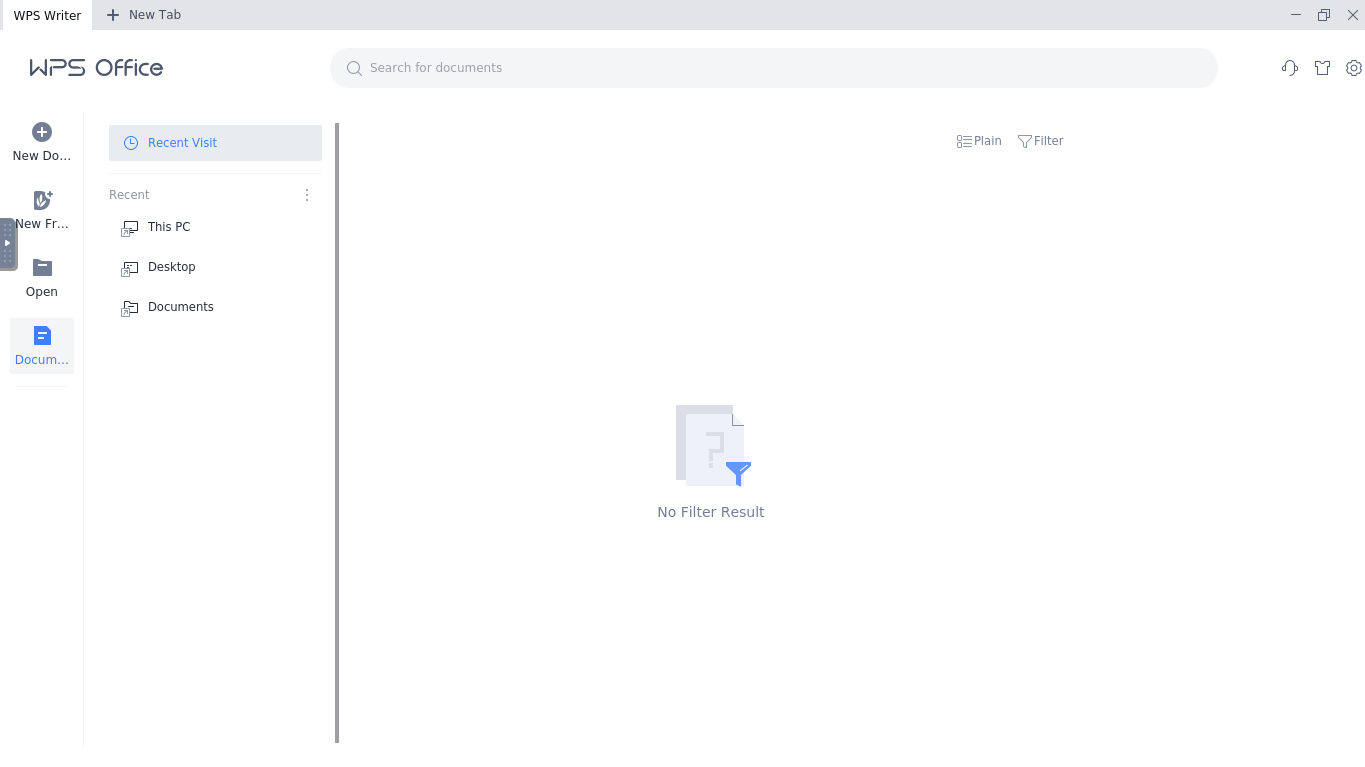 WPS Writer
New Tab
WPS Office
Search for documents
New Do...
New Fr...
Open
Docum...
Recent Visit
Recent
This PC
Desktop
Documents
Plain
Filter
No Filter Result